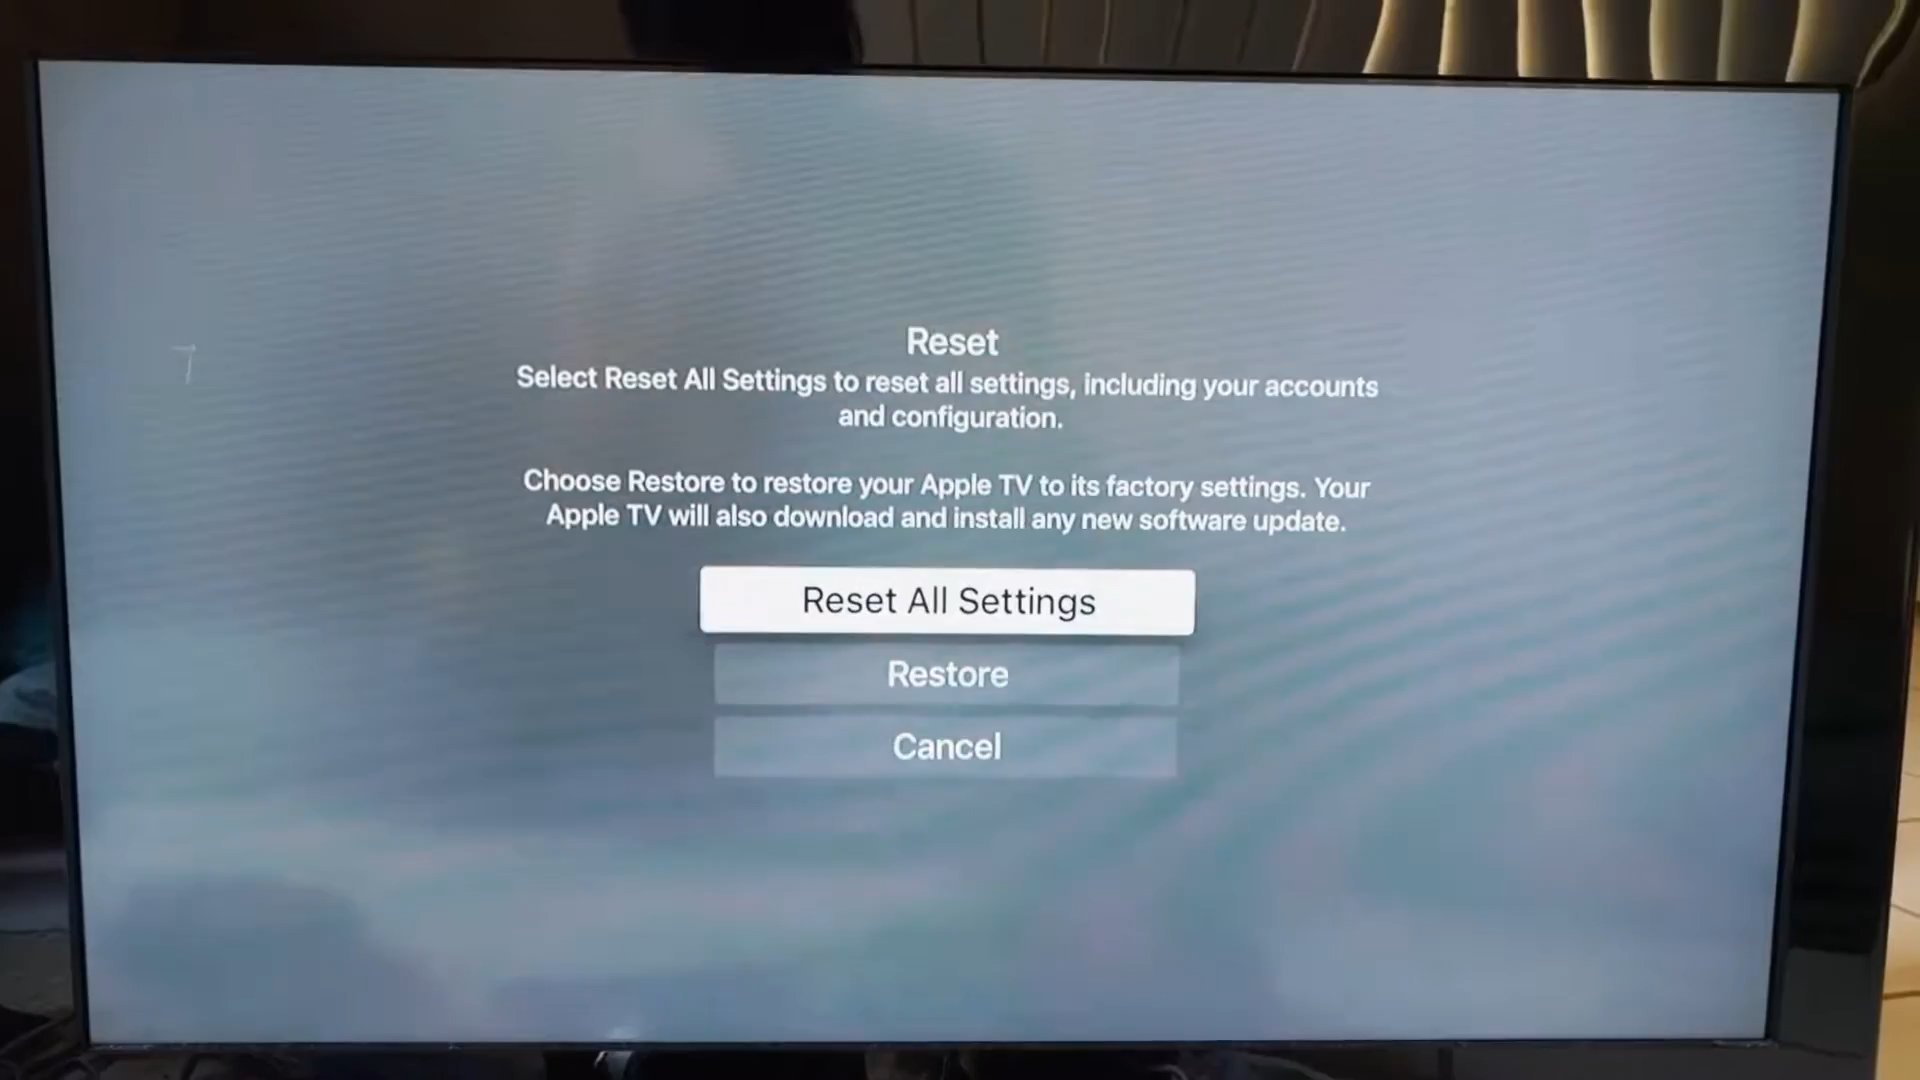 Reset
Select Reset All Settings to reset all settings, including your accounts
and configuration.
Choose Restore to restore your Apple TV to its factory settings. Your
Apple TV will also download and install any new software update.
Reset All Settings
Restore
Cancel